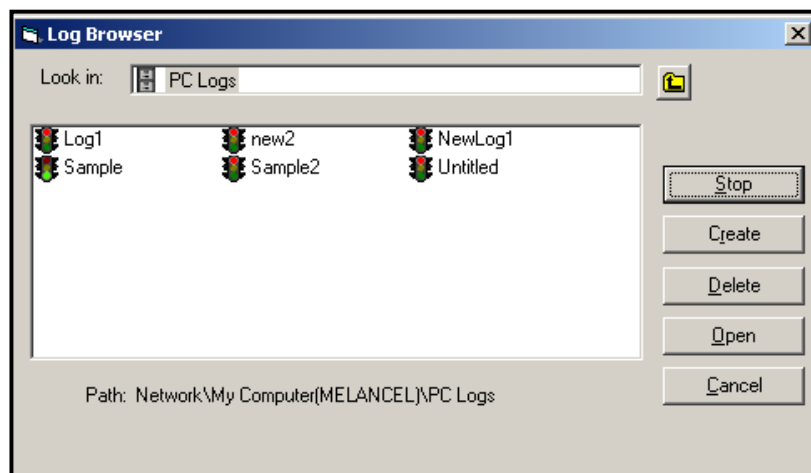 Log Browser
Look in: PC Logs
Log1 new2 NewLog1
Sample Sample2 Untitled
Stop
Create
Delete
Open
Cancel
Path: Network\My Computer(MELANCEL)\PC Logs